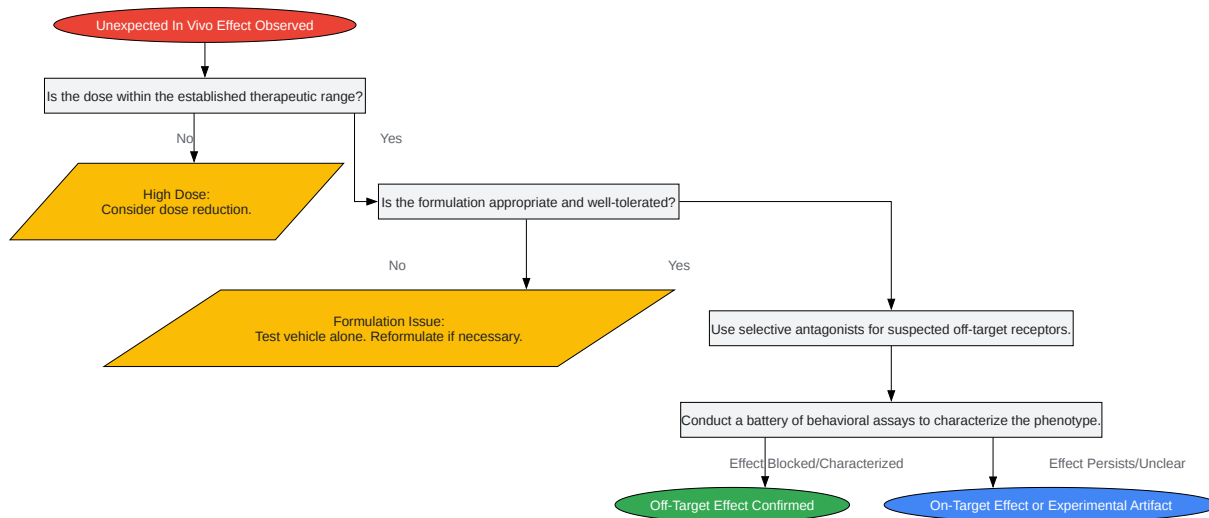 Unexpected In Vivo Effect Observed
Is the dose within the established therapeutic range?
No
Yes
High Dose:
Consider dose reduction.
Is the formulation appropriate and well-tolerated?
No
Yes
Formulation Issue:
Test vehicle alone. Reformulate if necessary.
Use selective antagonists for suspected off-target receptors.
Conduct a battery of behavioral assays to characterize the phenotype.
Effect Blocked/Characterized
Effect Persists/Unclear
Off-Target Effect Confirmed
On-Target Effect or Experimental Artifact